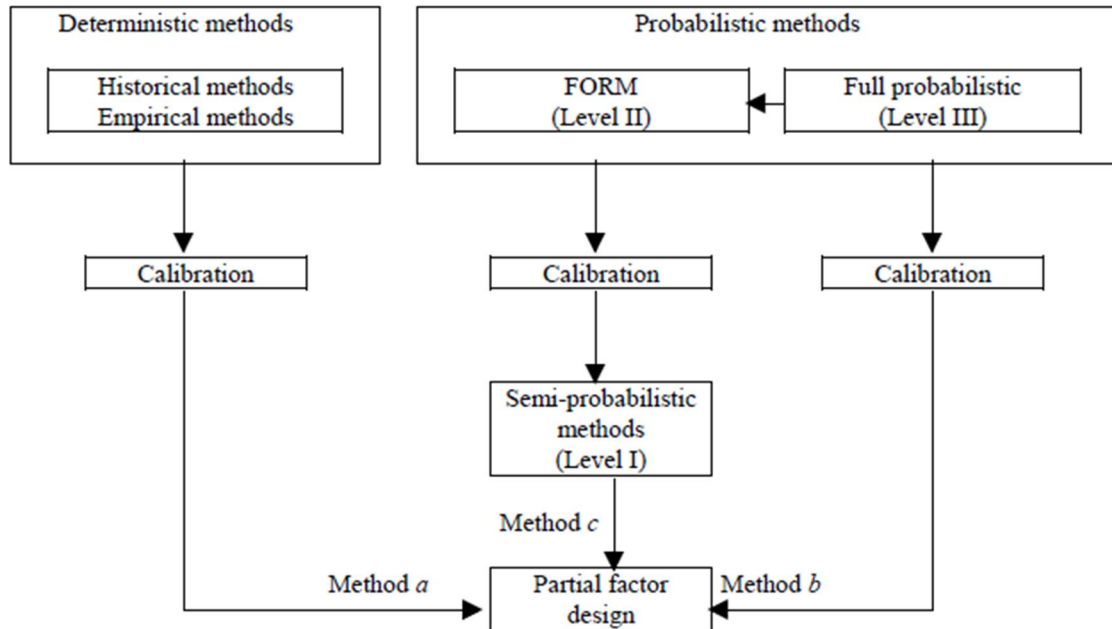 Deterministic methods
Historical methods
Empirical methods
Probabilistic methods
FORM
(Level II)
Full probabilistic
(Level III)
Calibration
Calibration
Calibration
Semi-probabilistic
methods
(Level I)
Method c
Method a
Partial factor
design
Method b